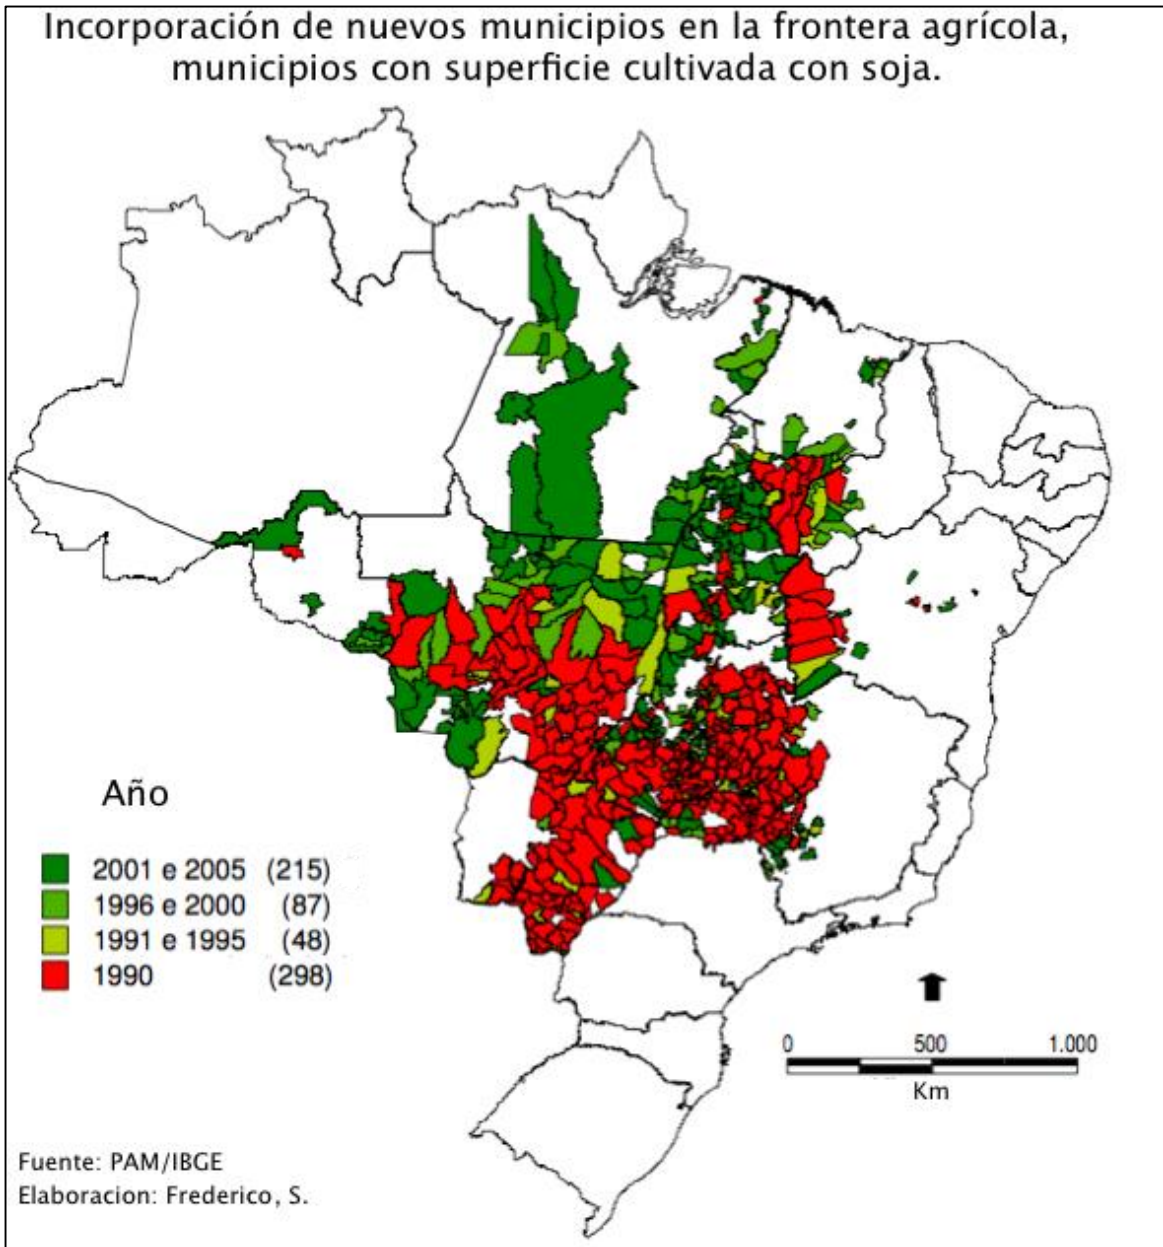 Incorporación de nuevos municipios en la frontera agrícola,
municipios con superficie cultivada con soja.
Año
2001 e 2005 (215)
1996 e 2000 (87)
1991 e 1995 (48)
1990 (298)
0 500 1.000
Km
Fuente: PAM/IBGE
Elaboracion: Frederico, S.